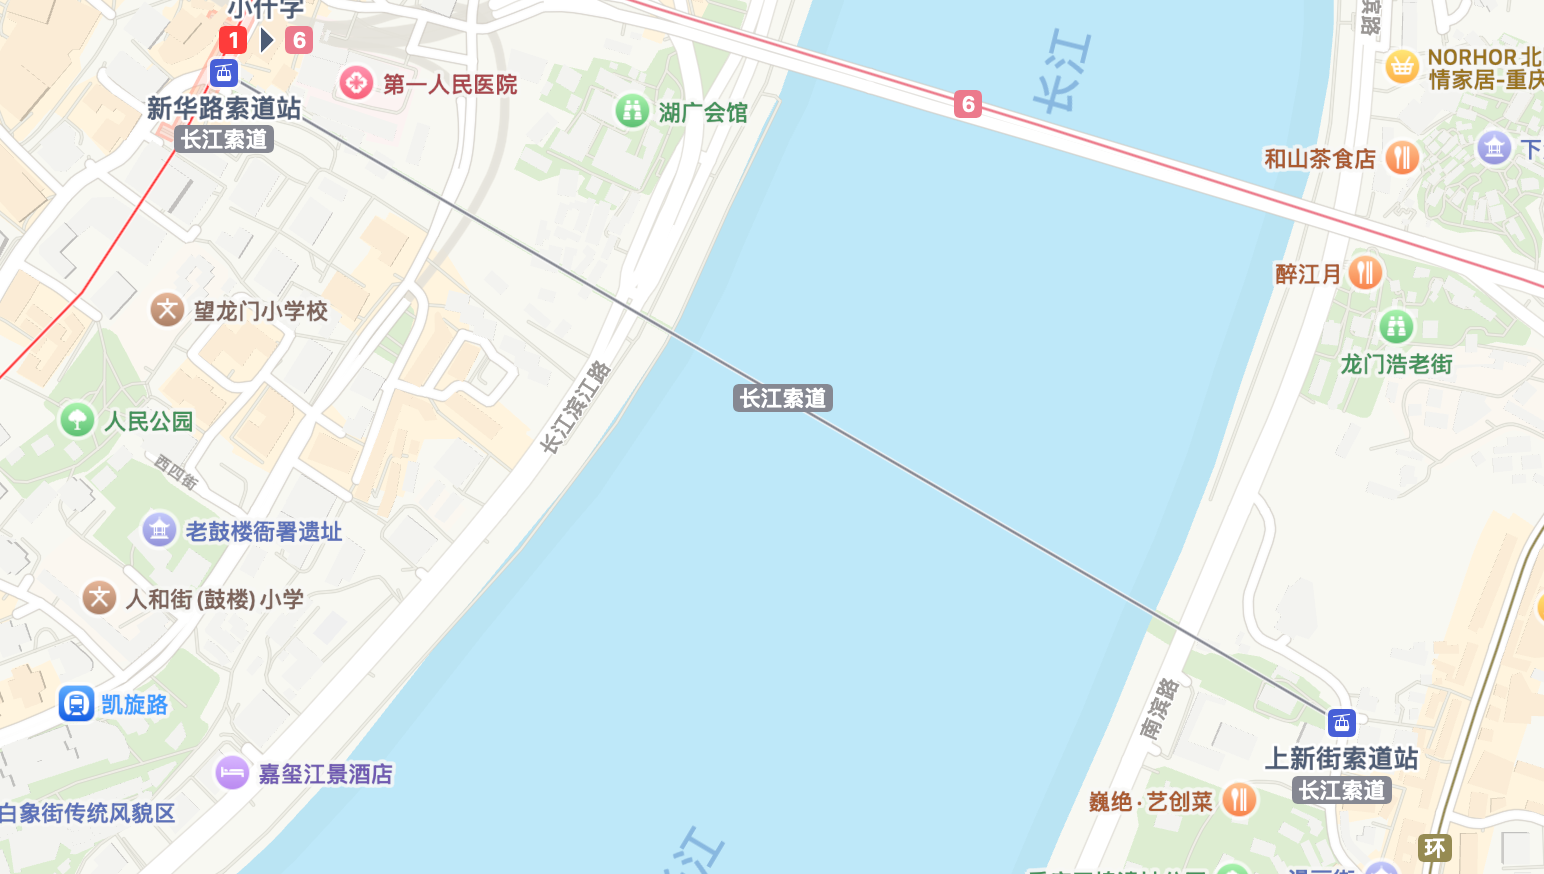 小什字
1
6
新华路索道站
长江索道
第一人民医院
湖广会馆
长江
6
滨路
NORHOR 北
情家居-重庆
和山茶食店
下
醉江月
龙门浩老街
望龙门小学校
长江滨江路
长江索道
人民公园
西四街
老鼓楼衙署遗址
人和街(鼓楼)小学
凯旋路
嘉玺江景酒店
白象街传统风貌区
长江
南滨路
上新街索道站
长江索道
巍绝·艺创菜
环